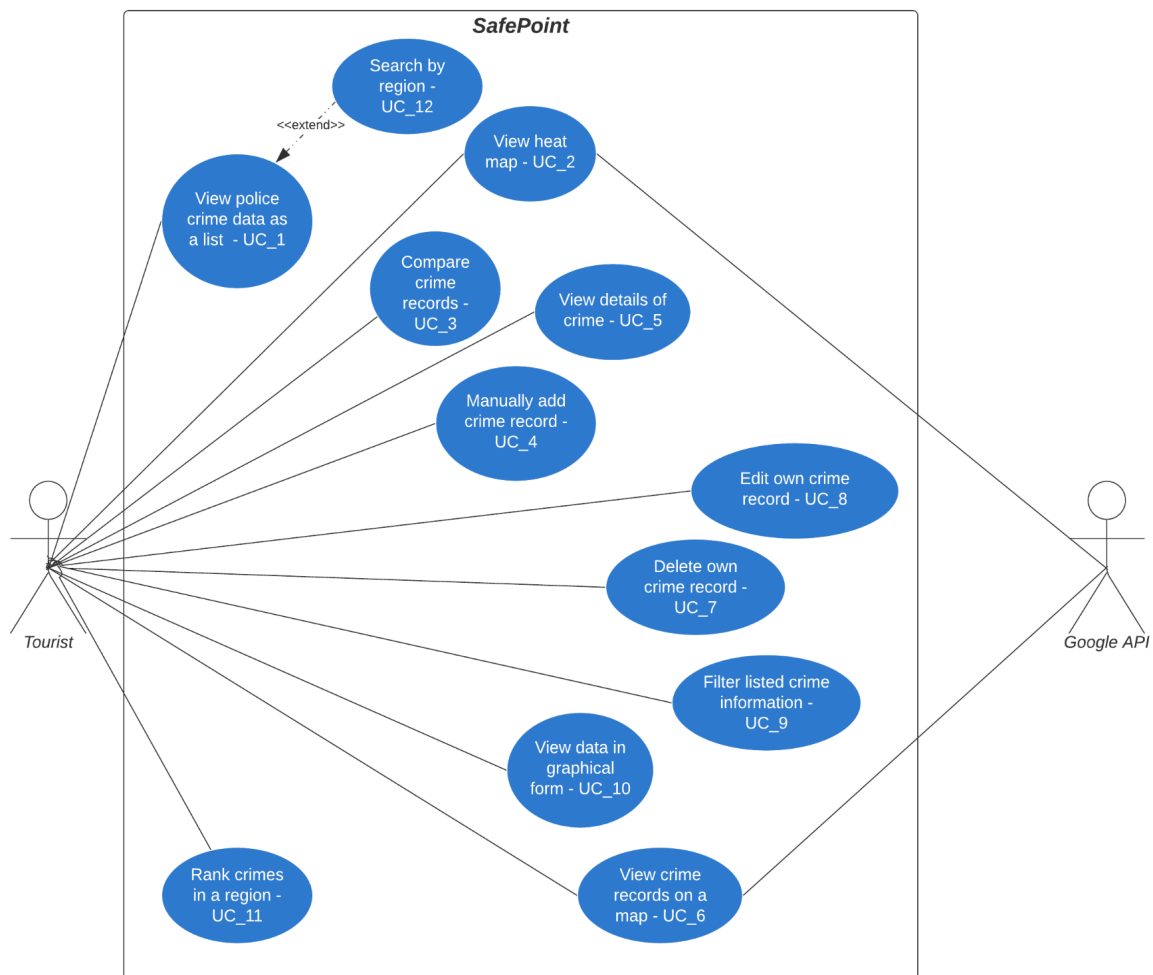 SafePoint
Search by
region -
UC_12
<<extend>>
View heat
map - UC_2
View police
crime data as
a list - UC_1
Compare
crime
records -
UC_3
View details of
crime - UC_5
Manually add
crime record -
UC_4
Edit own crime
record - UC_8
Delete own
crime record -
UC_7
Tourist
Google API
Filter listed crime
information -
UC_9
View data in
graphical
form - UC_10
Rank crimes
in a region -
UC_11
View crime
records on a
map - UC_6